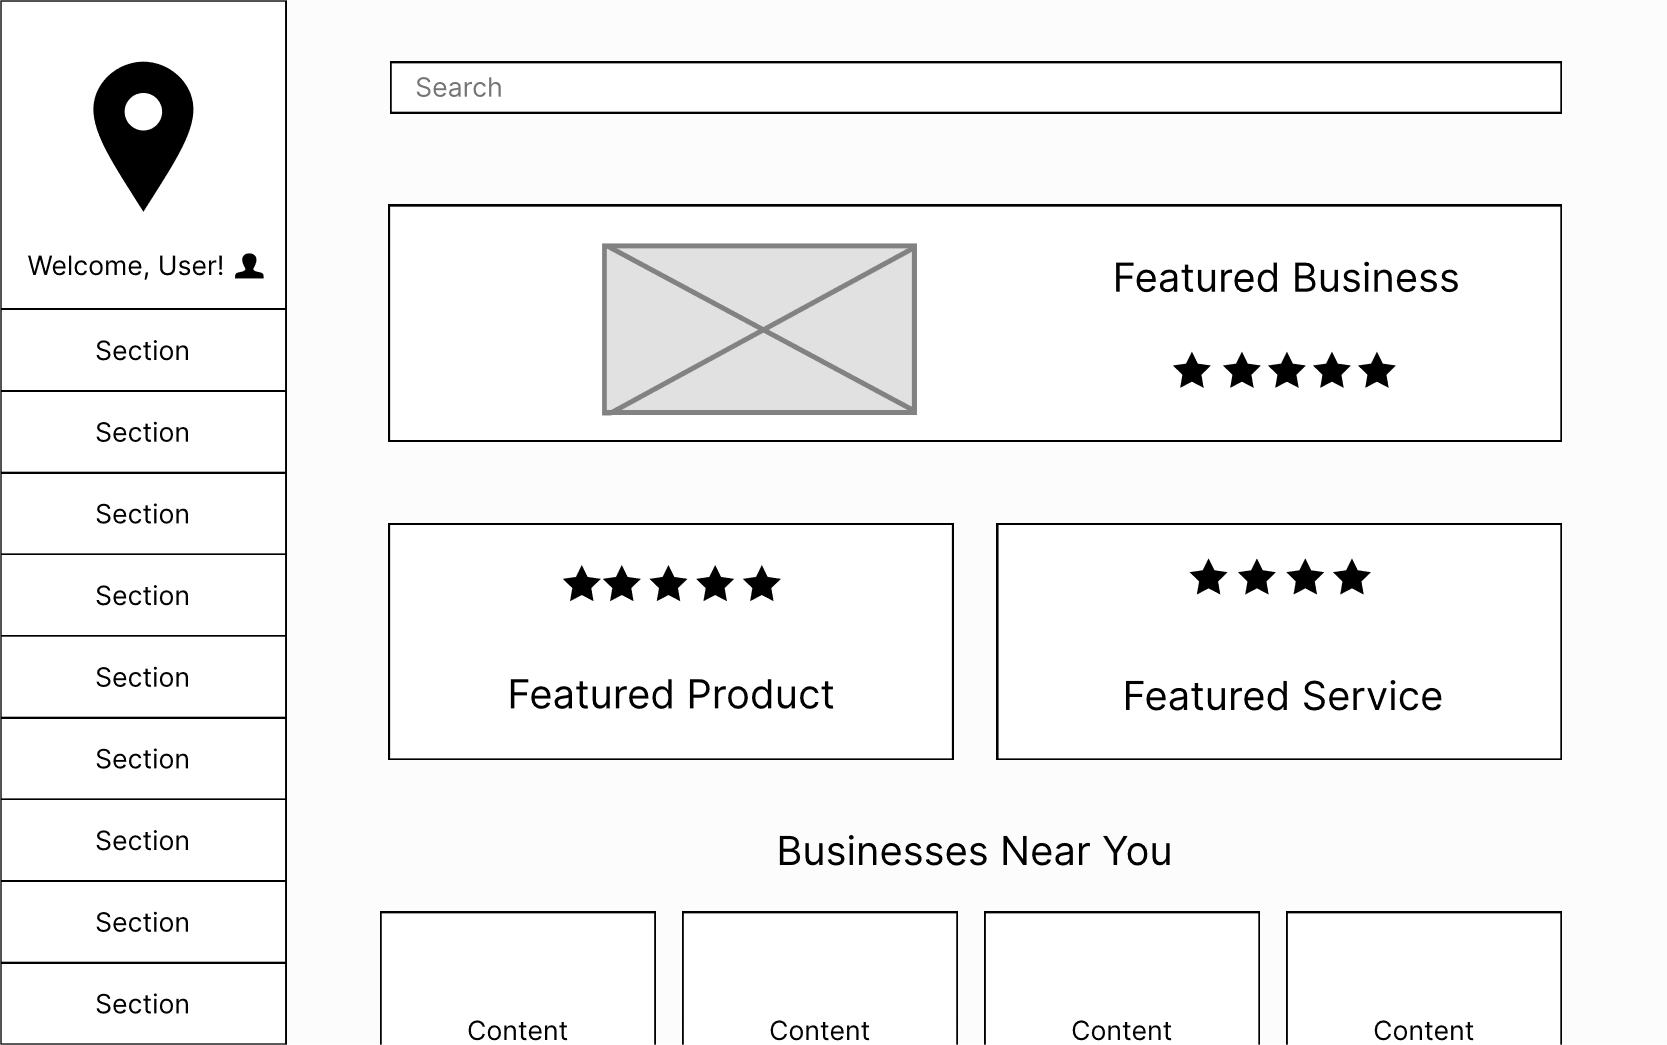 Welcome, User!
Section
Section
Section
Section
Section
Section
Section
Section
Section
Search
Featured Business
Featured Product
Featured Service
Businesses Near You
Content
Content
Content
Content